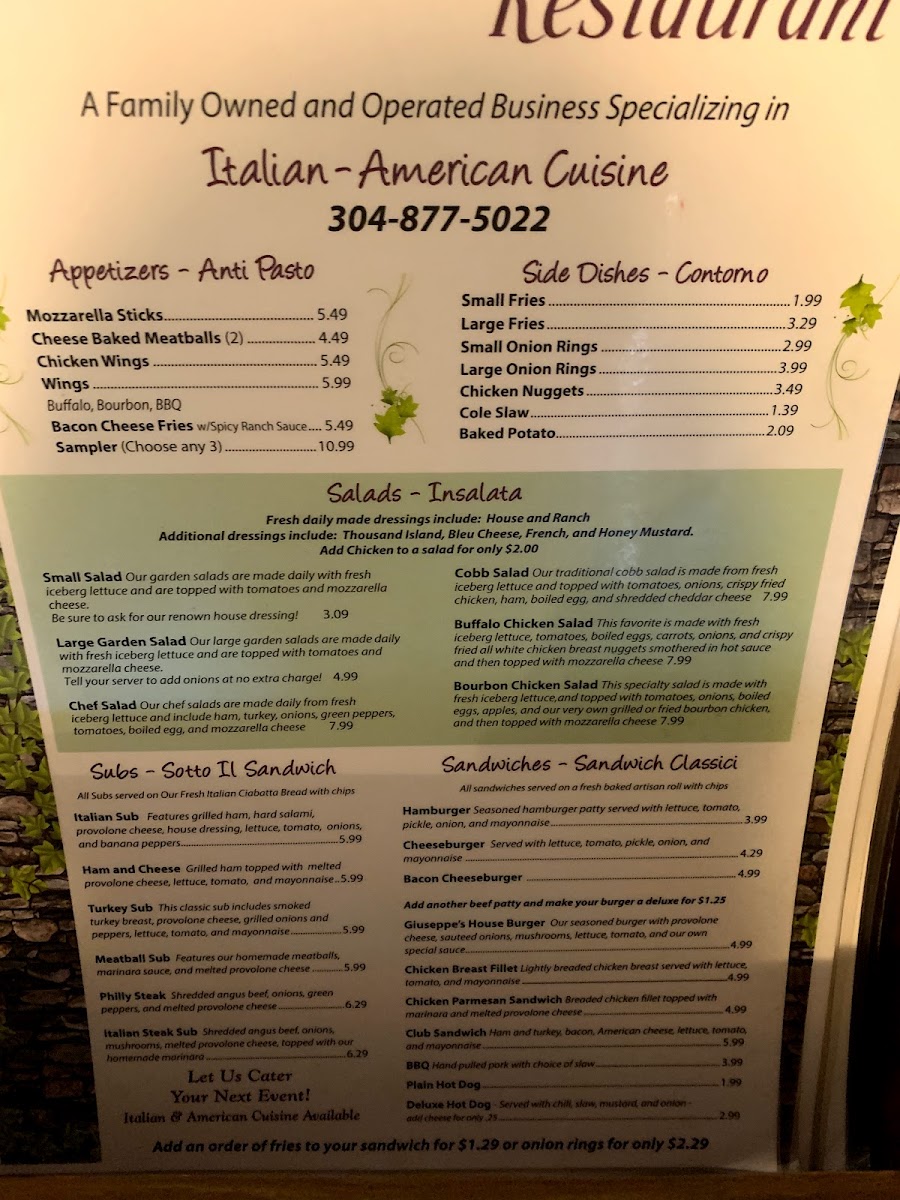 Restaurant
A Family Owned and Operated Business Specializing in
Italian - American Cuisine
304-877-5022
Appetizers - Anti Pasto
Mozzarella Sticks..........5.49
Cheese Baked Meatballs (2)..........4.49
Chicken Wings..........5.49
Wings..........5.99
Buffalo, Bourbon, BBQ
Bacon Cheese Fries w/Spicy Ranch Sauce....5.49
Sampler (Choose any 3)..........10.99
Side Dishes - Contorno
Small Fries..........1.99
Large Fries..........3.29
Small Onion Rings..........2.99
Large Onion Rings..........3.99
Chicken Nuggets..........3.49
Cole Slaw..........1.39
Baked Potato..........2.09
Salads - Insalata
Fresh daily made dressings include: House and Ranch
Additional dressings include: Thousand Island, Bleu Cheese, French, and Honey Mustard.
Add Chicken to a salad for only $2.00
Small Salad Our garden salads are made daily with fresh
iceberg lettuce and are topped with tomatoes and mozzarella
cheese.
Be sure to ask for our renown house dressing! 3.09
Large Garden Salad Our large garden salads are made daily
with fresh iceberg lettuce and are topped with tomatoes and
mozzarella cheese.
Tell your server to add onions at no extra charge! 4.99
Chef Salad Our chef salads are made daily from fresh
iceberg lettuce and include ham, turkey, onions, green peppers,
tomatoes, boiled egg, and mozzarella cheese 7.99
Cobb Salad Our traditional cobb salad is made from fresh
iceberg lettuce and topped with tomatoes, onions, crispy fried
chicken, ham, boiled egg, and shredded cheddar cheese 7.99
Buffalo Chicken Salad This favorite is made with fresh
iceberg lettuce, tomatoes, boiled eggs, carrots, onions, and crispy
fried all white chicken breast nuggets smothered in hot sauce
and then topped with mozzarella cheese 7.99
Bourbon Chicken Salad This specialty salad is made with
fresh iceberg lettuce,and topped with tomatoes, onions, boiled
eggs, apples, and our very own grilled or fried bourbon chicken,
and then topped with mozzarella cheese 7.99
Subs - Sotto Il Sandwich
All Subs served on Our Fresh Italian Ciabatta Bread with chips
Italian Sub Features grilled ham, hard salami,
provolone cheese, house dressing, lettuce, tomato, onions,
and banana peppers..........5.99
Ham and Cheese Grilled ham topped with melted
provolone cheese, lettuce, tomato, and mayonnaise..5.99
Turkey Sub This classic sub includes smoked
turkey breast, provolone cheese, grilled onions and
peppers, lettuce, tomato, and mayonnaise..........5.99
Meatball Sub Features our homemade meatballs,
marinara sauce, and melted provolone cheese..........5.99
Philly Steak Shredded angus beef, onions, green
peppers, and melted provolone cheese..........6.29
Italian Steak Sub Shredded angus beef, onions,
mushrooms, melted provolone cheese, topped with our
homemade marinara..........6.29
Let Us Cater
Your Next Event!
Italian & American Cuisine Available
Sandwiches - Sandwich Classici
All sandwiches served on a fresh baked artisan roll with chips
Hamburger Seasoned hamburger patty served with lettuce, tomato,
pickle, onion, and mayonnaise..........3.99
Cheeseburger Served with lettuce, tomato, pickle, onion, and
mayonnaise..........4.29
Bacon Cheeseburger..........4.99
Add another beef patty and make your burger a deluxe for $1.25
Giuseppe's House Burger Our seasoned burger with provolone
cheese, sauteed onions, mushrooms, lettuce, tomato, and our own
special sauce..........4.99
Chicken Breast Fillet Lightly breaded chicken breast served with lettuce,
tomato, and mayonnaise..........4.99
Chicken Parmesan Sandwich Breaded chicken fillet topped with
marinara and melted provolone cheese..........4.99
Club Sandwich Ham and turkey, bacon, American cheese, lettuce, tomato,
and mayonnaise..........5.99
BBQ Hand pulled pork with choice of slaw..........3.99
Plain Hot Dog..........1.99
Deluxe Hot Dog - Served with chili, slaw, mustard, and onion -
add cheese for only .25..........2.99
Add an order of fries to your sandwich for $1.29 or onion rings for only $2.29